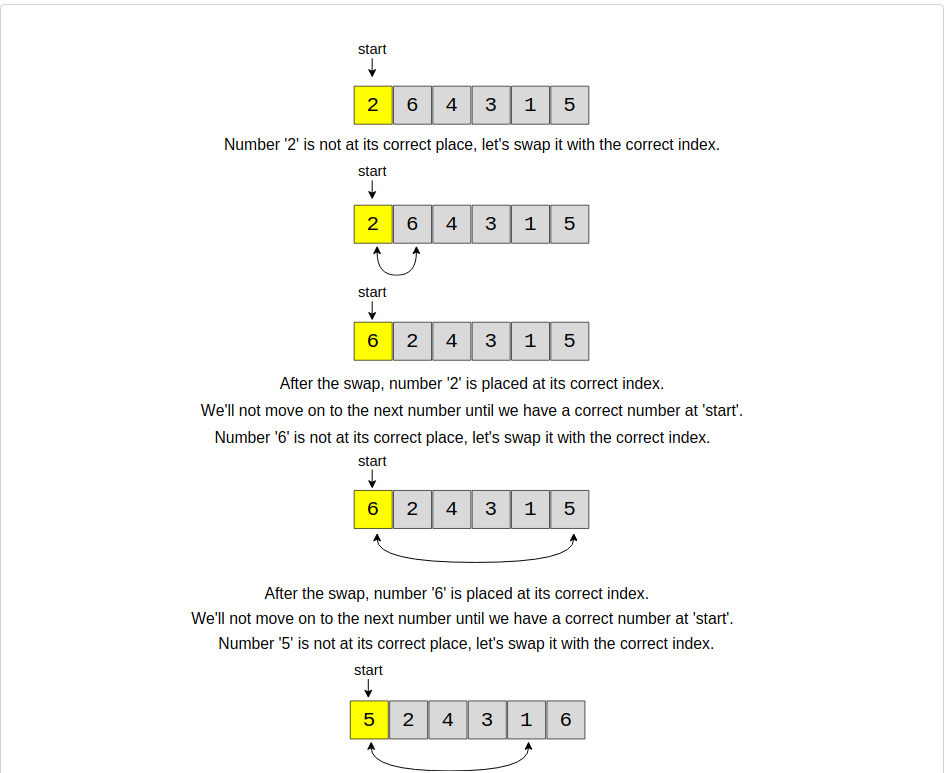 start
2 6 4 3 1 5
Number '2' is not at its correct place, let's swap it with the correct index.
start
2 6 4 3 1 5
start
6 2 4 3 1 5
After the swap, number '2' is placed at its correct index.
We'll not move on to the next number until we have a correct number at 'start'.
Number '6' is not at its correct place, let's swap it with the correct index.
start
6 2 4 3 1 5
After the swap, number '6' is placed at its correct index.
We'll not move on to the next number until we have a correct number at 'start'.
Number '5' is not at its correct place, let's swap it with the correct index.
start
5 2 4 3 1 6